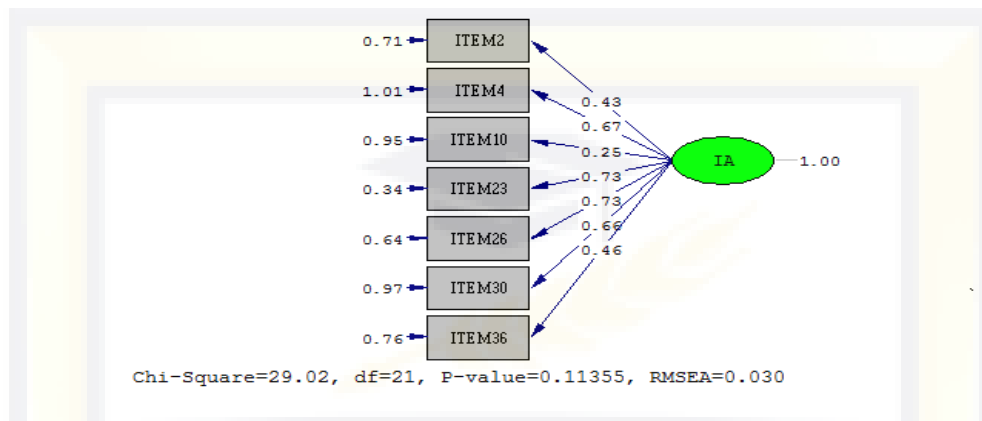 0.71 ITEM2
0.43
1.01 ITEM4
0.67
0.95 ITEM10
0.25
IA 1.00
0.73
0.34 ITEM23
0.73
0.66
0.64 ITEM26
0.46
0.97 ITEM30
0.76 ITEM36
Chi-Square=29.02, df=21, P-value=0.11355, RMSEA=0.030